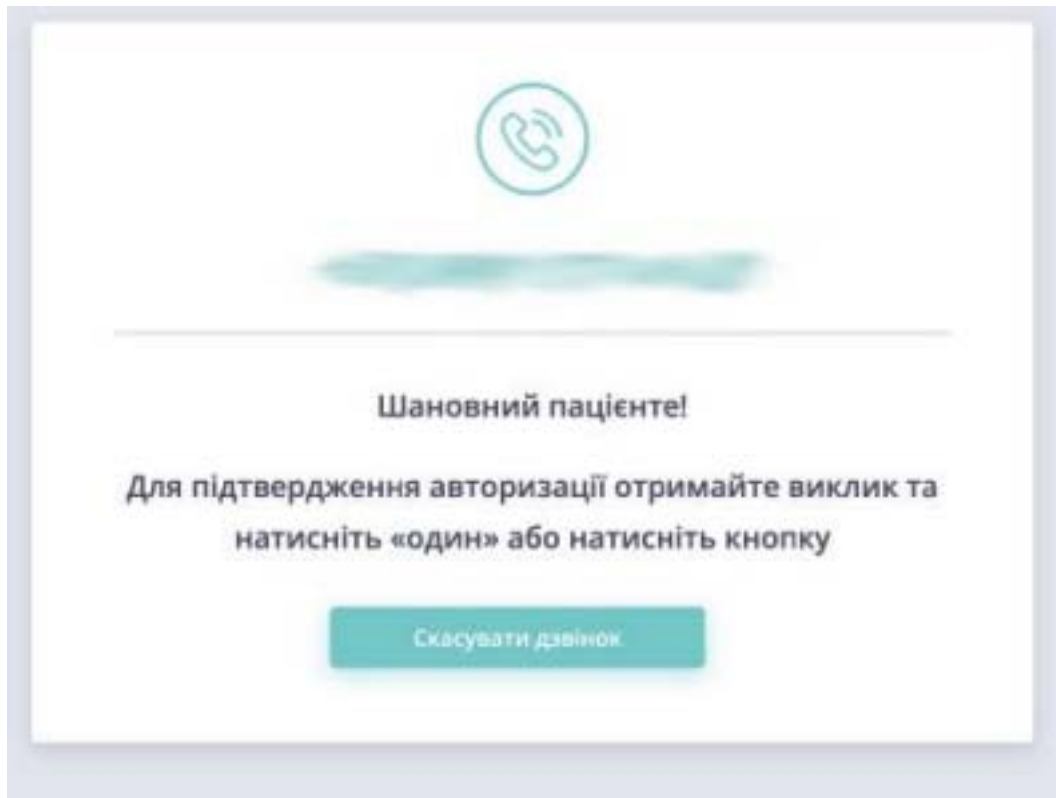 Шановний пацієнте!
Для підтвердження авторизації отримайте виклик та
натисніть «один» або натисніть кнопку
Скасувати дзвінок